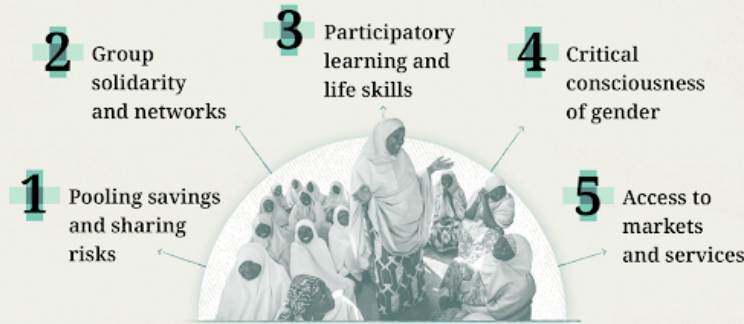 1
Pooling savings
and sharing
risks
2
Group
solidarity
and networks
3
Participatory
learning and
life skills
4
Critical
consciousness
of gender
5
Access to
markets
and services